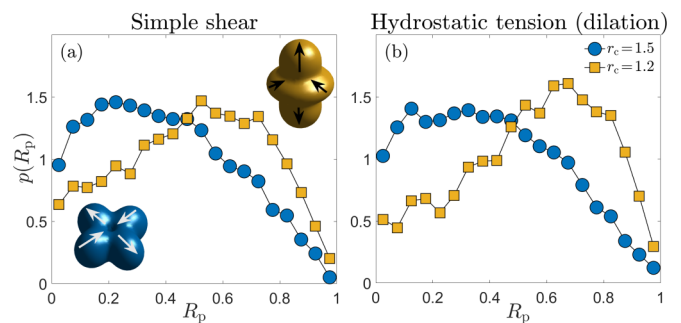 Simple shear
Hydrostatic tension (dilation)
(a)
(b)
r_c=1.5
r_c=1.2
p(R_p)
1.5
1
0.5
0
0 0.2 0.4 0.6 0.8 1
R_p
1.5
1
0.5
0
0 0.2 0.4 0.6 0.8 1
R_p